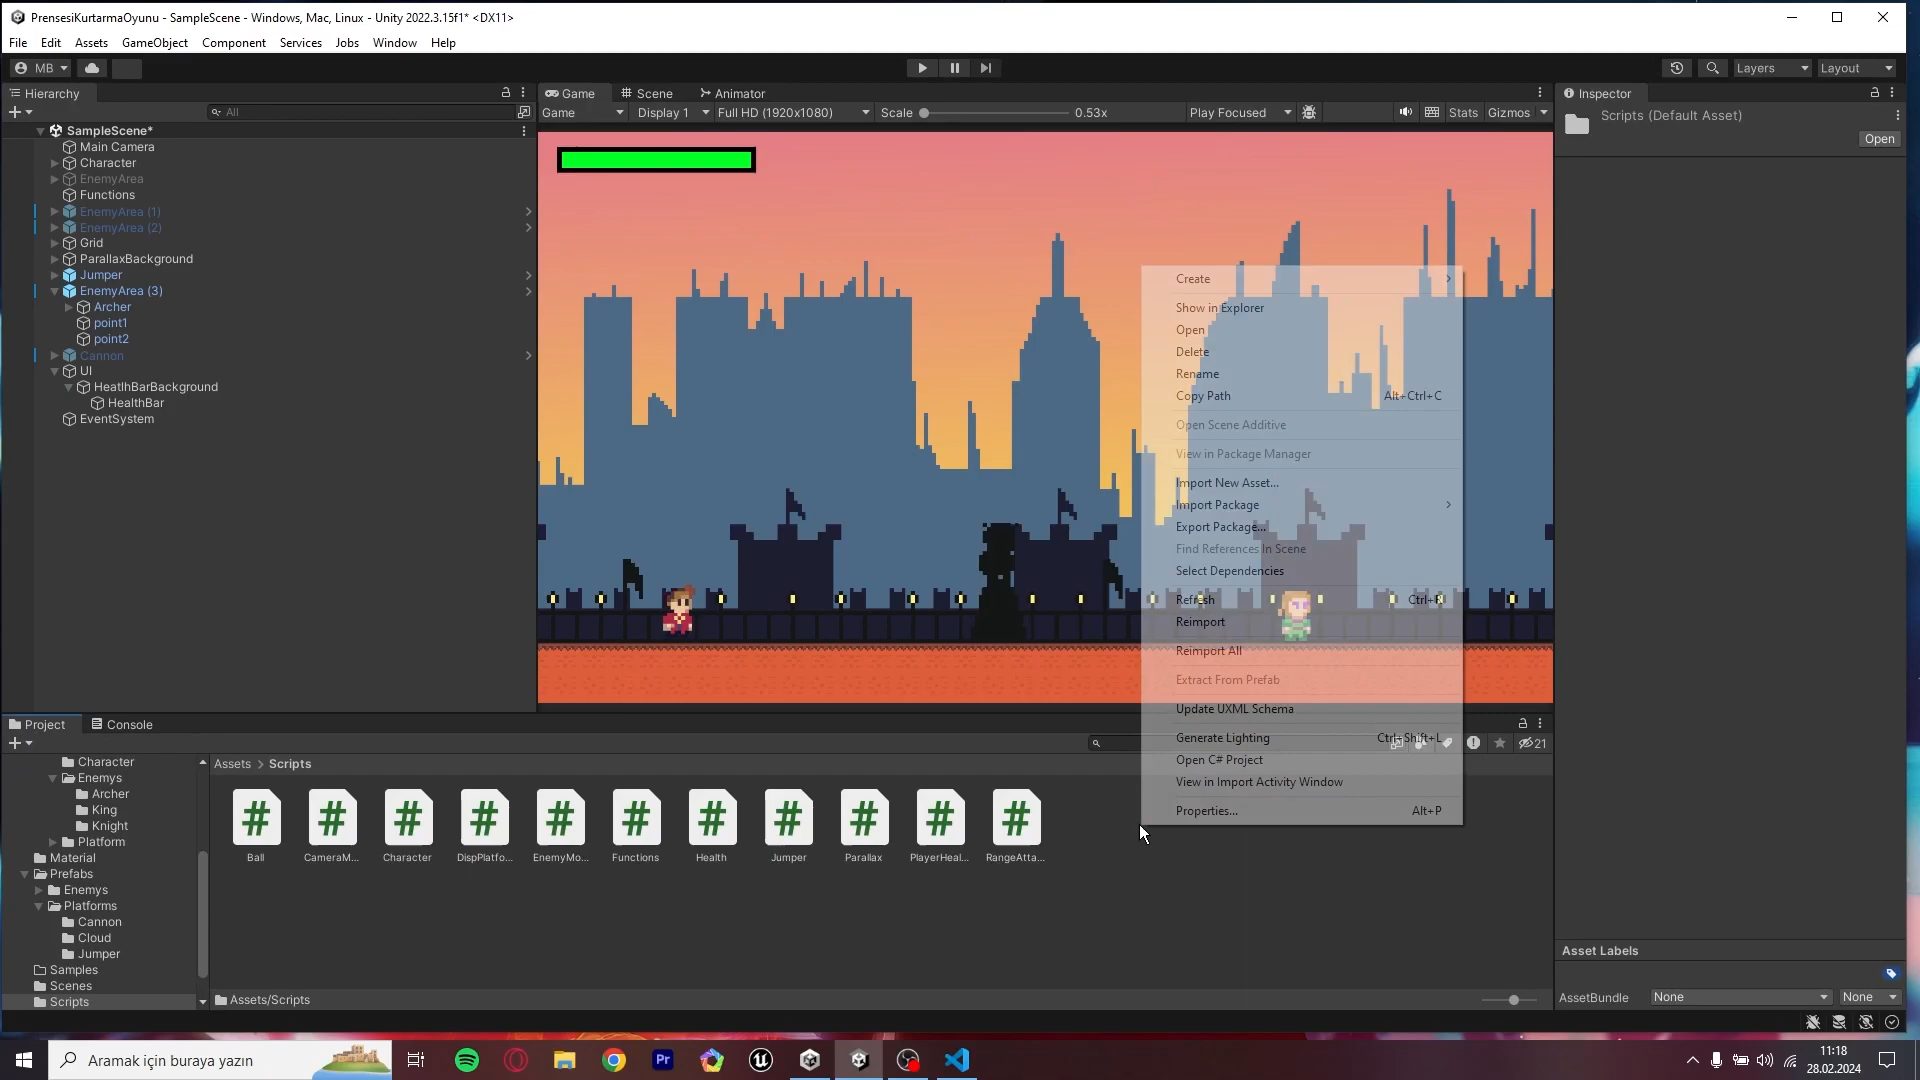 PrensesiKurtarmaOyunu - SampleScene - Windows, Mac, Linux - Unity 2022.3.15f1* <DX11>
File Edit Assets GameObject Component Services Jobs Window Help
MB
Layers Layout
Hierarchy
All
SampleScene*
Main Camera
Character
EnemyArea
Functions
EnemyArea (1)
EnemyArea (2)
Grid
ParallaxBackground
Jumper
EnemyArea (3)
Archer
point1
point2
Cannon
UI
HeatlhBarBackground
HealthBar
EventSystem
Game Scene Animator
Game Display 1 Full HD (1920x1080) Scale 0.53x Play Focused Stats Gizmos
Create
Show in Explorer
Open
Delete
Rename
Copy Path Alt+Ctrl+C
Open Scene Additive
View in Package Manager
Import New Asset...
Import Package
Export Package...
Find References In Scene
Select Dependencies
Refresh Ctrl+R
Reimport
Reimport All
Extract From Prefab
Update UXML Schema
Generate Lighting Ctrl+Shift+L
Open C# Project
View in Import Activity Window
Properties... Alt+P
Inspector
Scripts (Default Asset)
Open
Asset Labels
AssetBundle None None
Project Console
21
Character
Enemys
Archer
King
Knight
Platform
Material
Prefabs
Enemys
Platforms
Cannon
Cloud
Jumper
Samples
Scenes
Scripts
Assets > Scripts
Ball CameraM... Character DispPlatfo... EnemyMo... Functions Health Jumper Parallax PlayerHeal... RangeAtta...
Assets/Scripts
Aramak için buraya yazın
Pr
11:18
28.02.2024